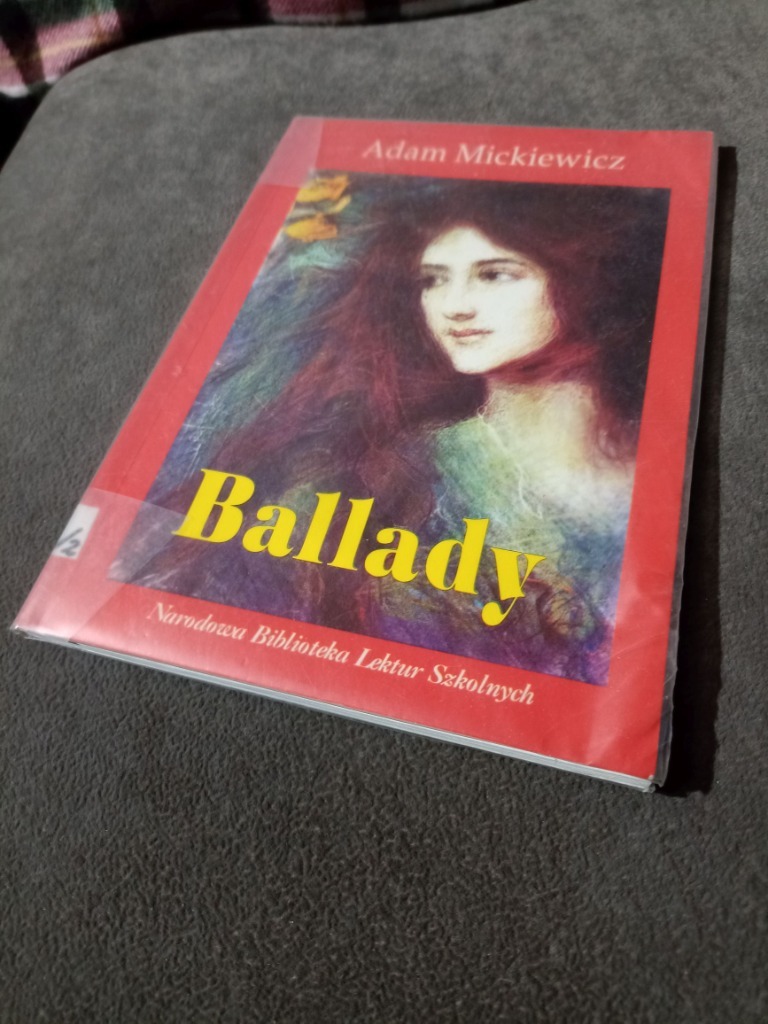 Adam Mickiewicz
Ballady
Narodowa Biblioteka Lektur Szkolnych